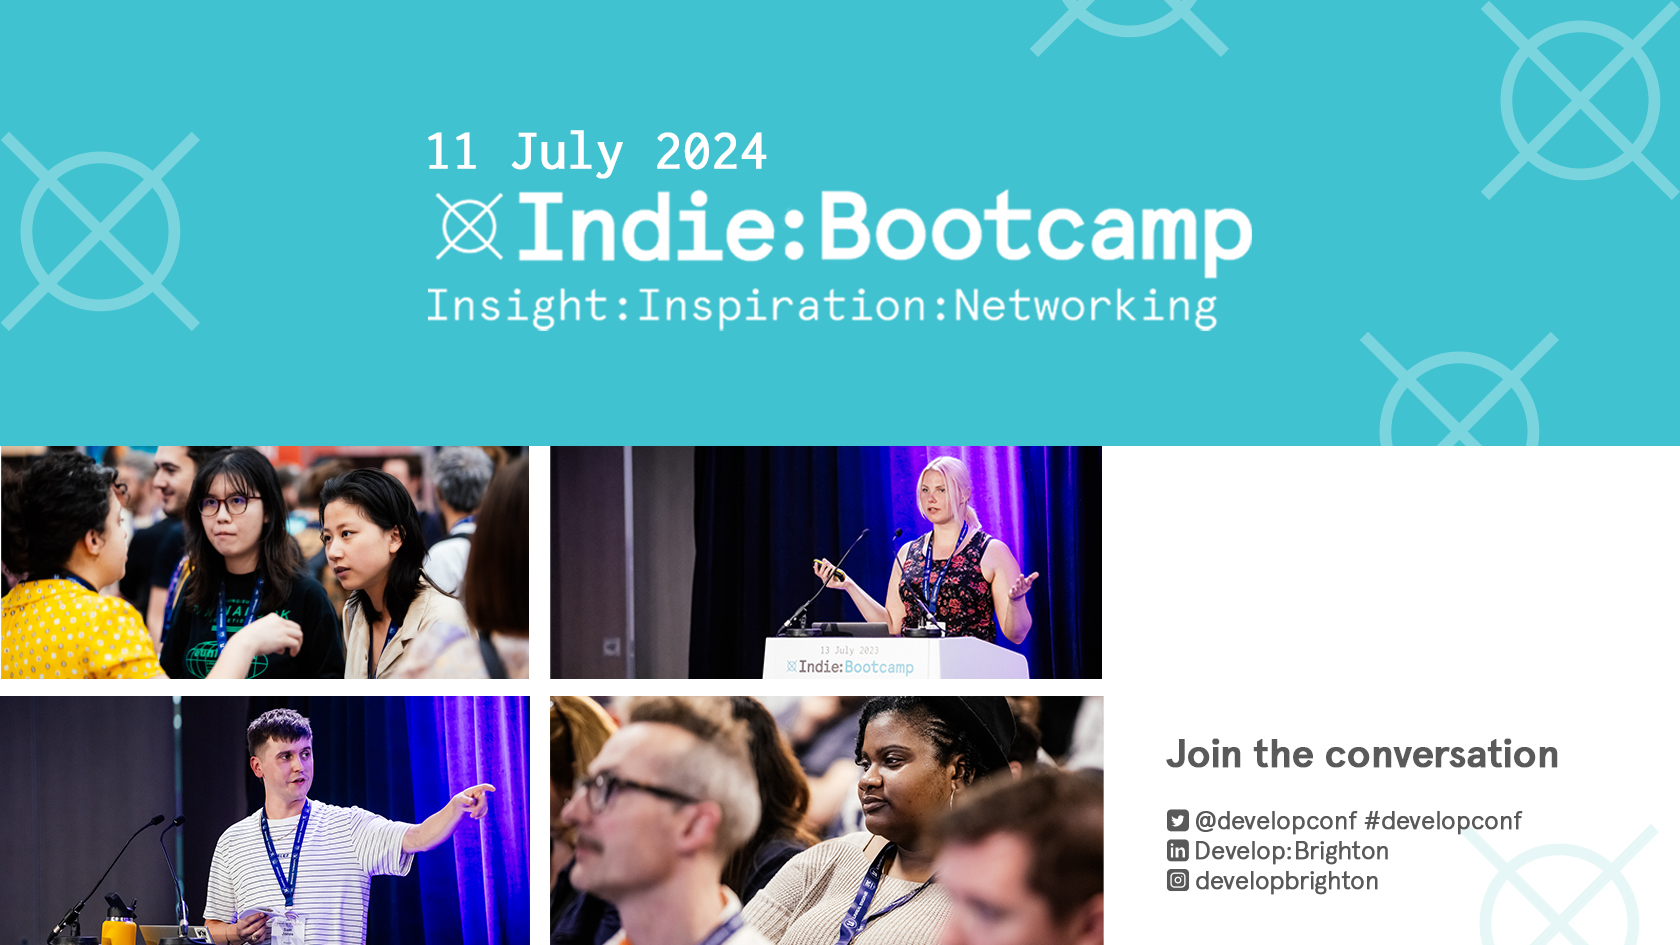 11 July 2024
Indie:Bootcamp
Insight:Inspiration:Networking
13 July 2023
Indie:Bootcamp
Join the conversation
@developconf #developconf
Develop:Brighton
developbrighton